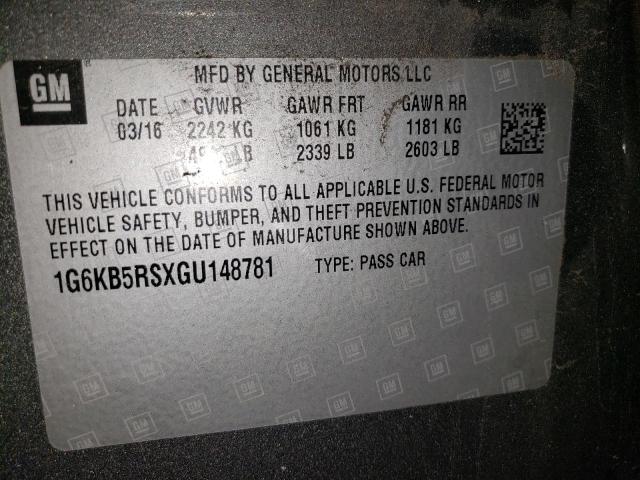 GM
MFD BY GENERAL MOTORS LLC
DATE GVWR GAWR FRT GAWR RR
03/16 2242 KG 1061 KG 1181 KG
LB 2339 LB 2603 LB
THIS VEHICLE CONFORMS TO ALL APPLICABLE U.S. FEDERAL MOTOR
VEHICLE SAFETY, BUMPER, AND THEFT PREVENTION STANDARDS IN
EFFECT ON THE DATE OF MANUFACTURE SHOWN ABOVE.
1G6KB5RSXGU148781 TYPE: PASS CAR